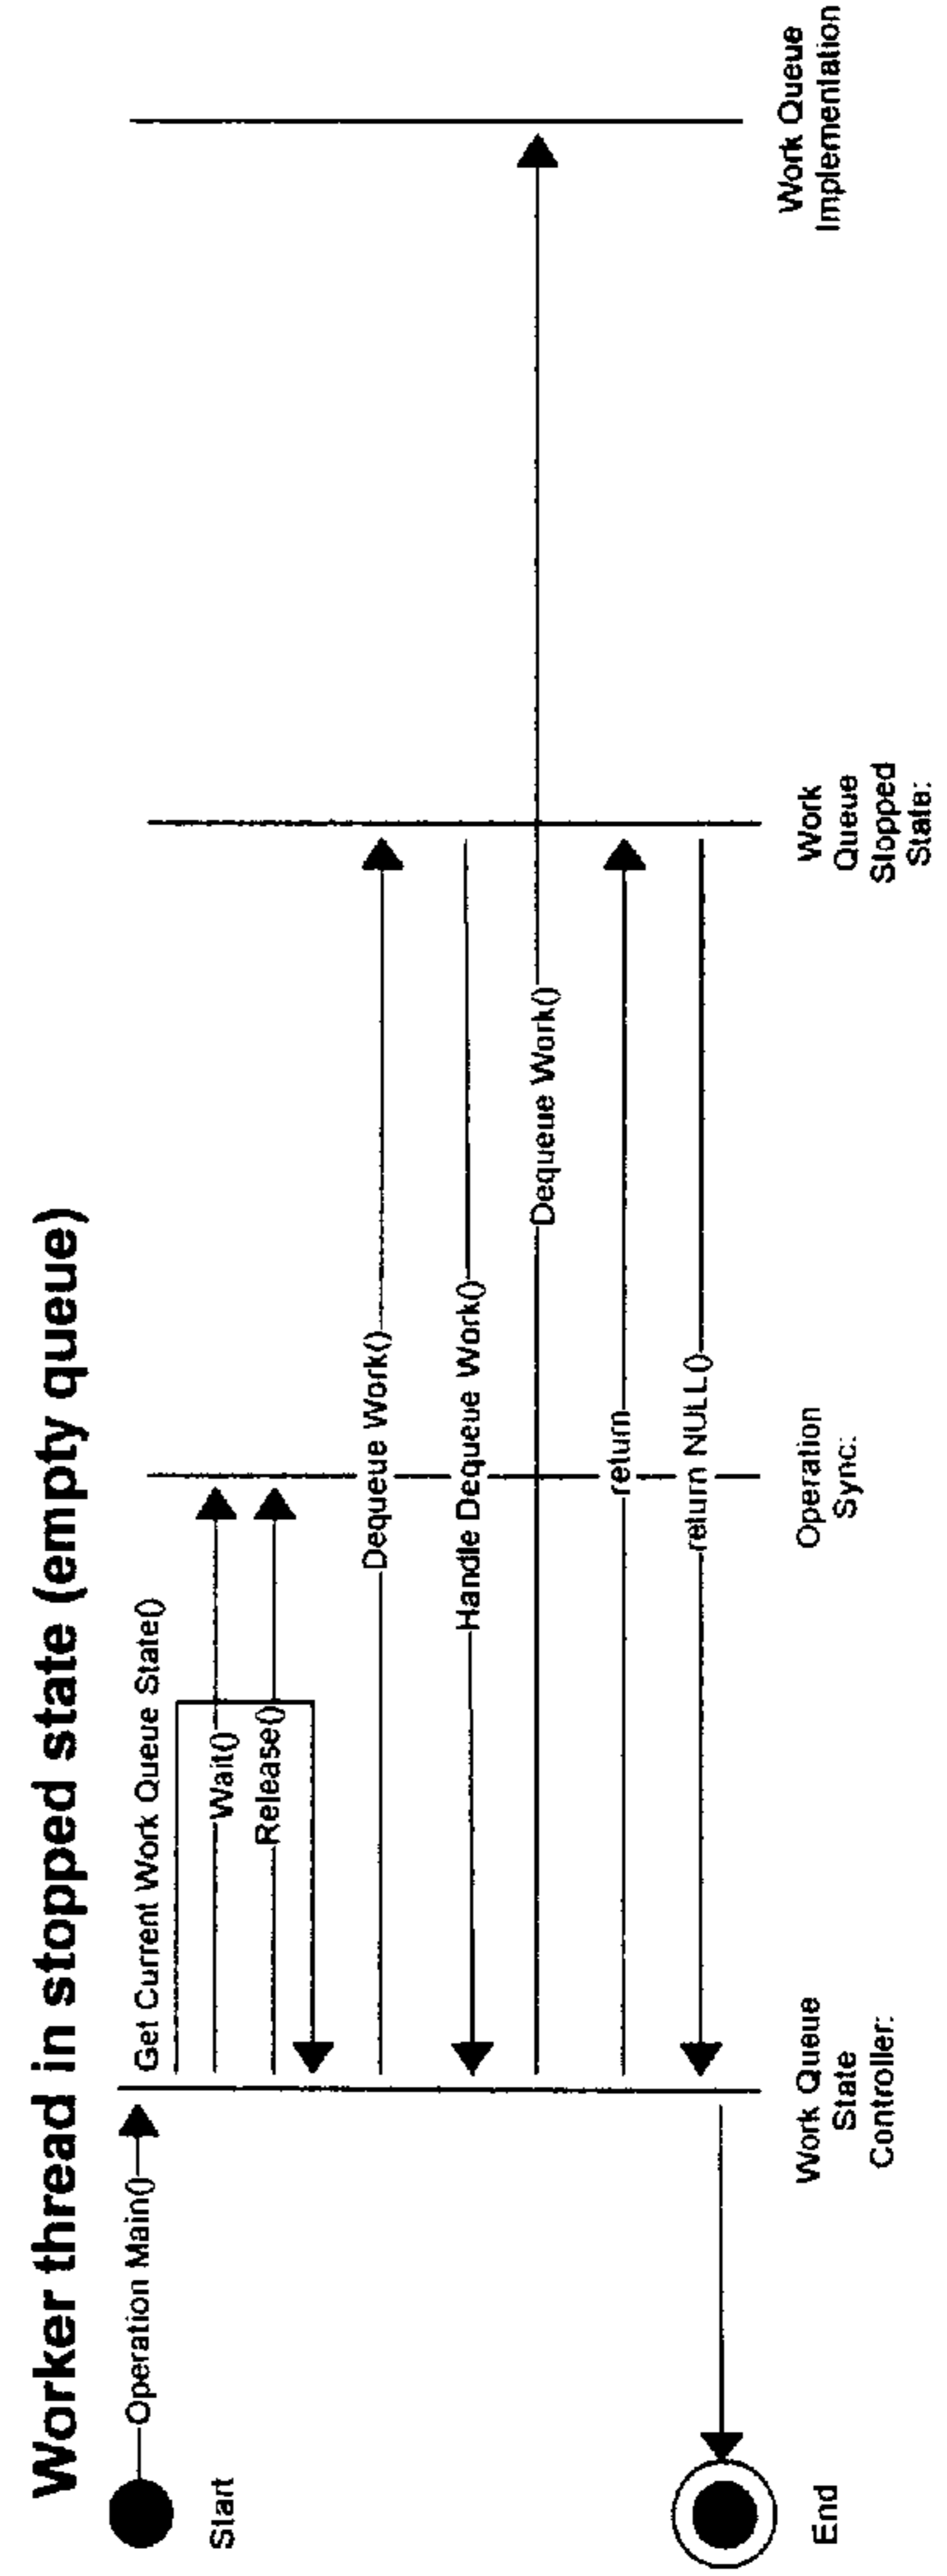 Worker thread in stopped state (empty queue)
Operation Main()
Start
Get Current Work Queue State()
Wait()
Release()
Dequeue Work()
Handle Dequeue Work()
Dequeue Work()
return
return NULL()
End
Work Queue
State
Controller:
Operation
Sync:
Work
Queue
Stopped
State:
Work Queue
Implementation